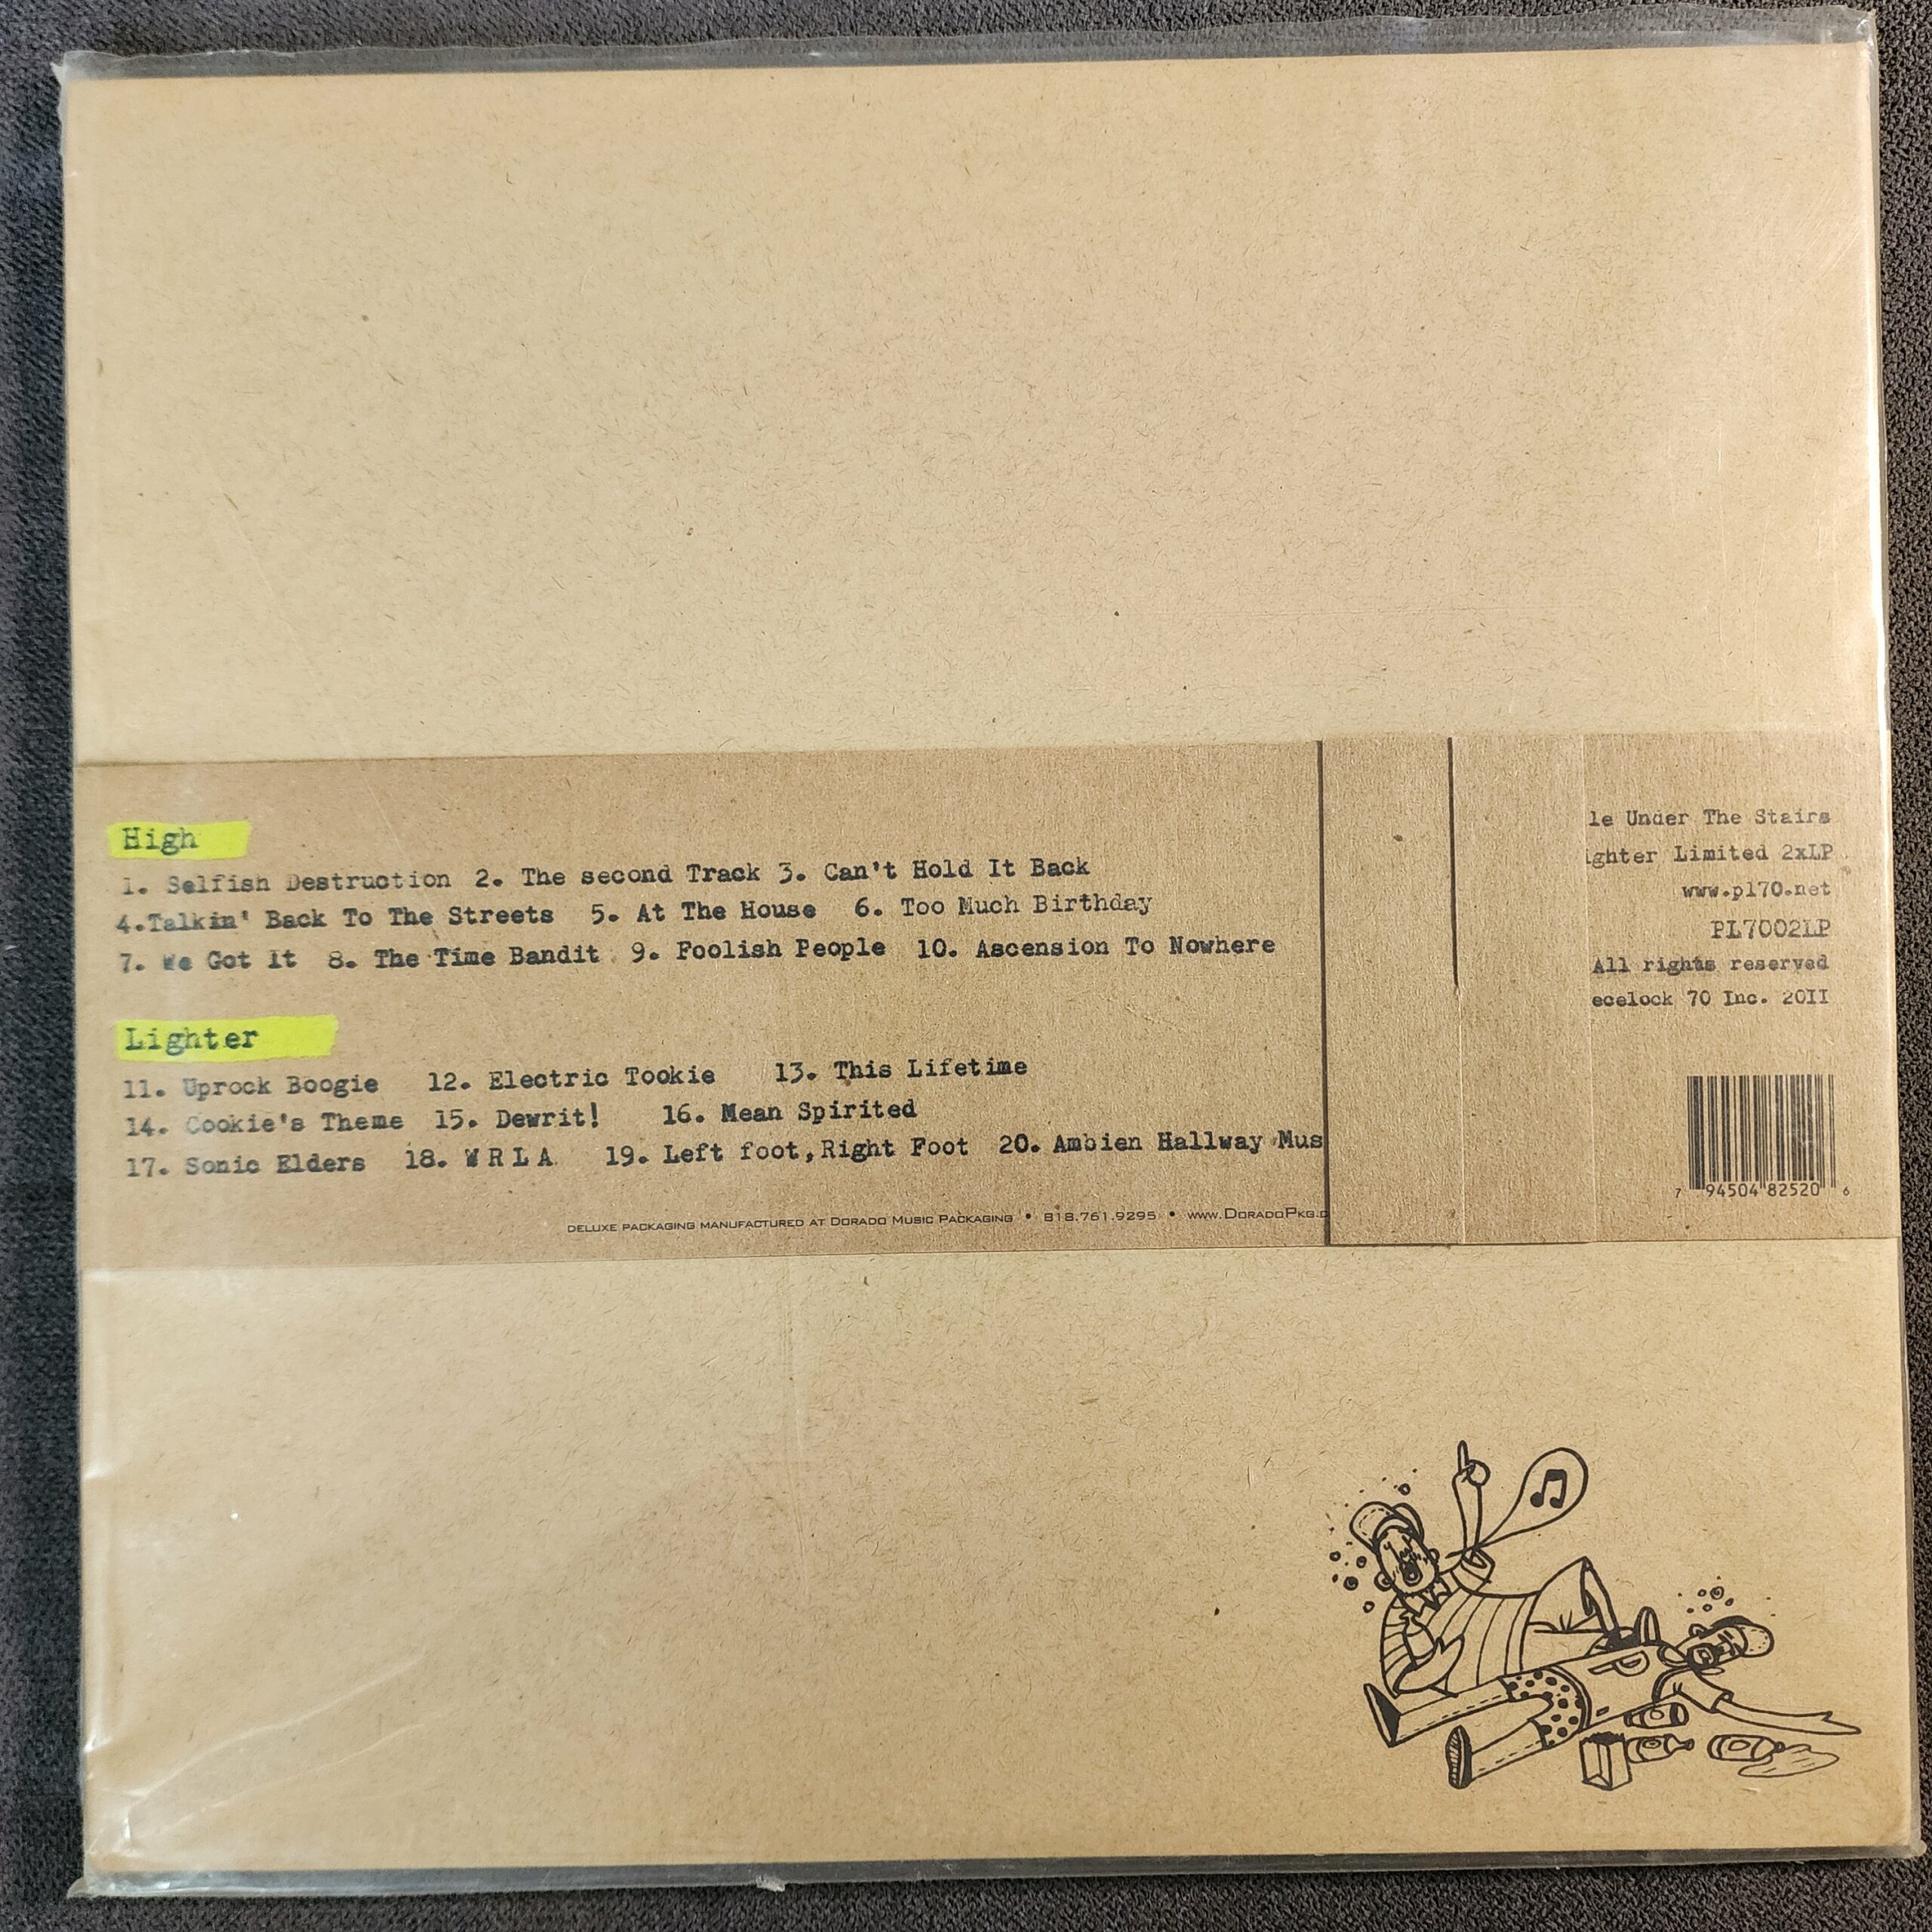 High
1. Selfish Destruction 2. The second Track 3. Can't Hold It Back
4.Talkin' Back To The Streets 5. At The House 6. Too Much Birthday
7. We Got It 8. The Time Bandit 9. Foolish People 10. Ascension To Nowhere
Lighter
11. Uprock Boogie 12. Electric Tookie 13. This Lifetime
14. Cookie's Theme 15. Dewrit! 16. Mean Spirited
17. Sonic Elders 18. W R L A 19. Left foot,Right Foot 20. Ambien Hallway Mus
DELUXE PACKAGING MANUFACTURED AT DORADO MUSIC PACKAGING • 818.761.9295 • WWW.DORADOPKG.C
le Under The Stairs
ighter Limited 2xLP
www.pl70.net
PL7002LP
All rights reserved
ecelock 70 Inc. 20II
7 94504 82520 6